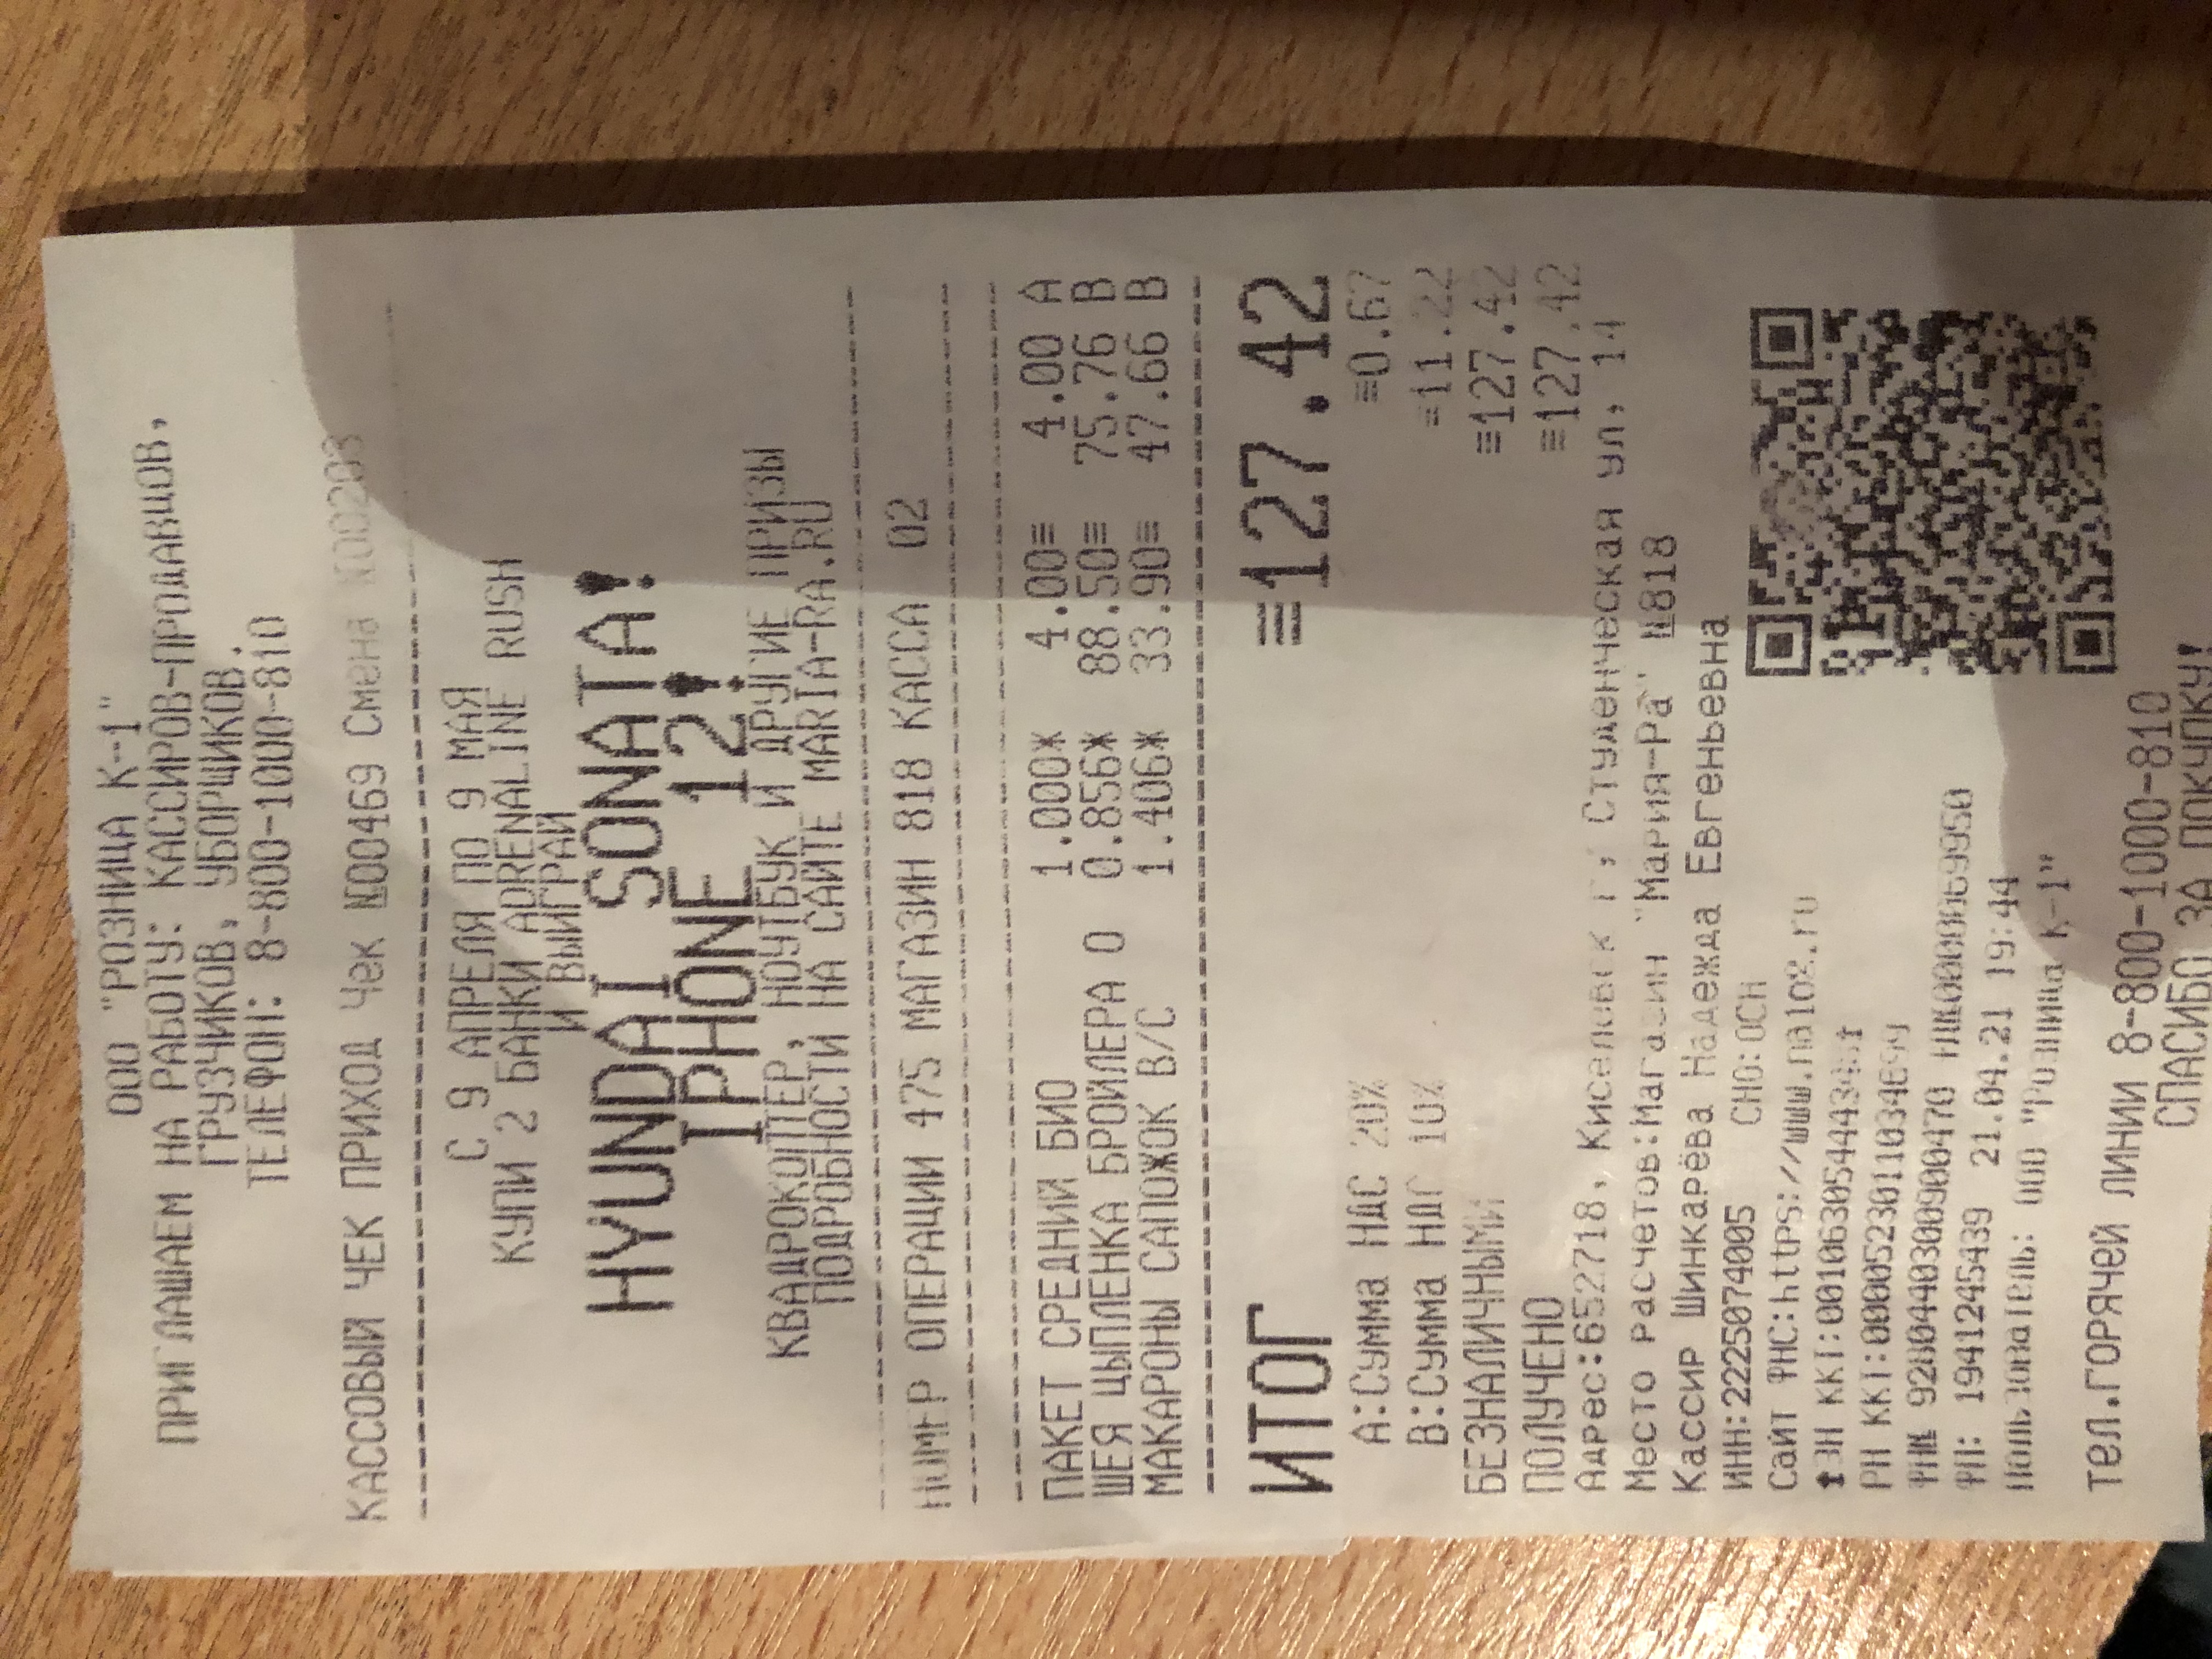 ООО "РОЗНИЦА К-1"
ПРИГЛАШАЕМ НА РАБОТУ: КАССИРОВ-ПРОДАВЦОВ,
ГРУЗЧИКОВ, УБОРЩИКОВ.
ТЕЛЕФОН: 8-800-1000-810
КАССОВЫЙ ЧЕК ПРИХОД Чек №00469 Смена №00203
С 9 АПРЕЛЯ ПО 9 МАЯ
КУПИ 2 БАНКИ ADRENALINE RUSH
И ВЫИГРАЙ
HYUNDAI SONATA!
IPHONE 12!
КВАДРОКОПТЕР, НОУТБУК И ДРУГИЕ ПРИЗЫ
ПОДРОБНОСТИ НА САЙТЕ MARIA-RA.RU
НОМЕР ОПЕРАЦИИ 475 МАГАЗИН 818 КАССА 02
ПАКЕТ СРЕДНИЙ БИО 1.000* 4.00≡ 4.00 А
ШЕЯ ЦЫПЛЕНКА БРОЙЛЕРА О 0.856* 88.50≡ 75.76 В
МАКАРОНЫ САПОЖОК В/С 1.406* 33.90≡ 47.66 В
ИТОГ ≡127.42
А:Сумма НДС 20% ≡0.67
В:Сумма НДС 10% ≡11.22
БЕЗНАЛИЧНЫМИ ≡127.42
ПОЛУЧЕНО ≡127.42
Адрес:652718, Киселевск г, Студенческая ул, 14
Место расчетов:Магазин "Мария-Ра" №818
Кассир Шинкарёва Надежда Евгеньевна
ИНН:2225074005 СНО:ОСН
Сайт ФНС:https://www.nalog.ru
РН ККТ:
ФН№ 9280440300900470
ФП: 1941245439 21.04.21 19:44
Пользователь: ООО "Розница К-1"
Тел.ГОРЯЧЕЙ ЛИНИИ 8-800-1000-810
СПАСИБО ЗА ПОКУПКУ!